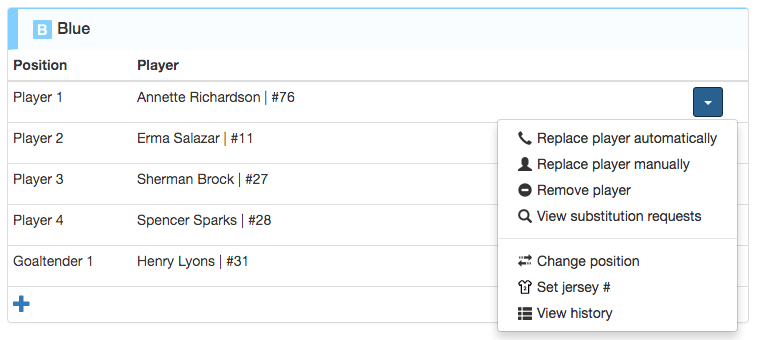 B Blue
Position Player
Player 1 Annette Richardson | #76
Player 2 Erma Salazar | #11
Player 3 Sherman Brock | #27
Player 4 Spencer Sparks | #28
Goaltender 1 Henry Lyons | #31
Replace player automatically
Replace player manually
Remove player
View substitution requests
Change position
Set jersey #
View history